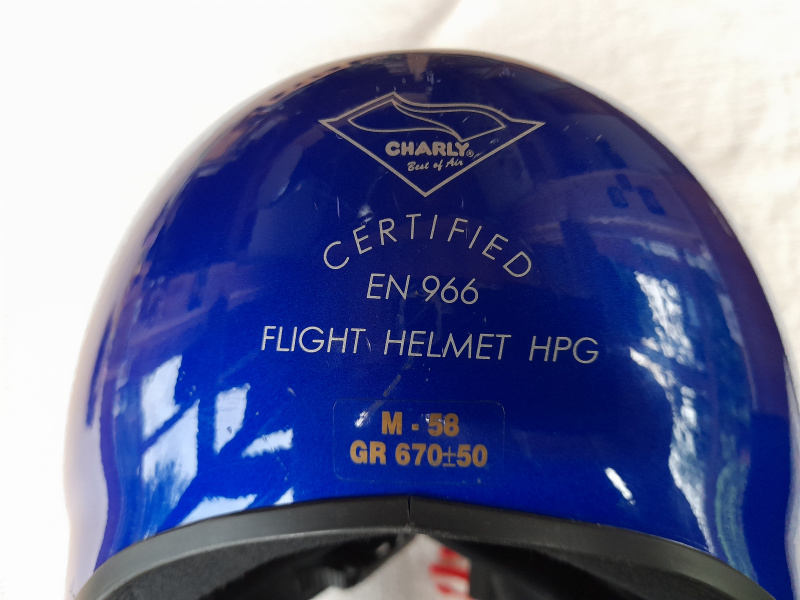 CHARLY®
Best of Air
CERTIFIED
EN 966
FLIGHT HELMET HPG
M - 58
GR 670±50